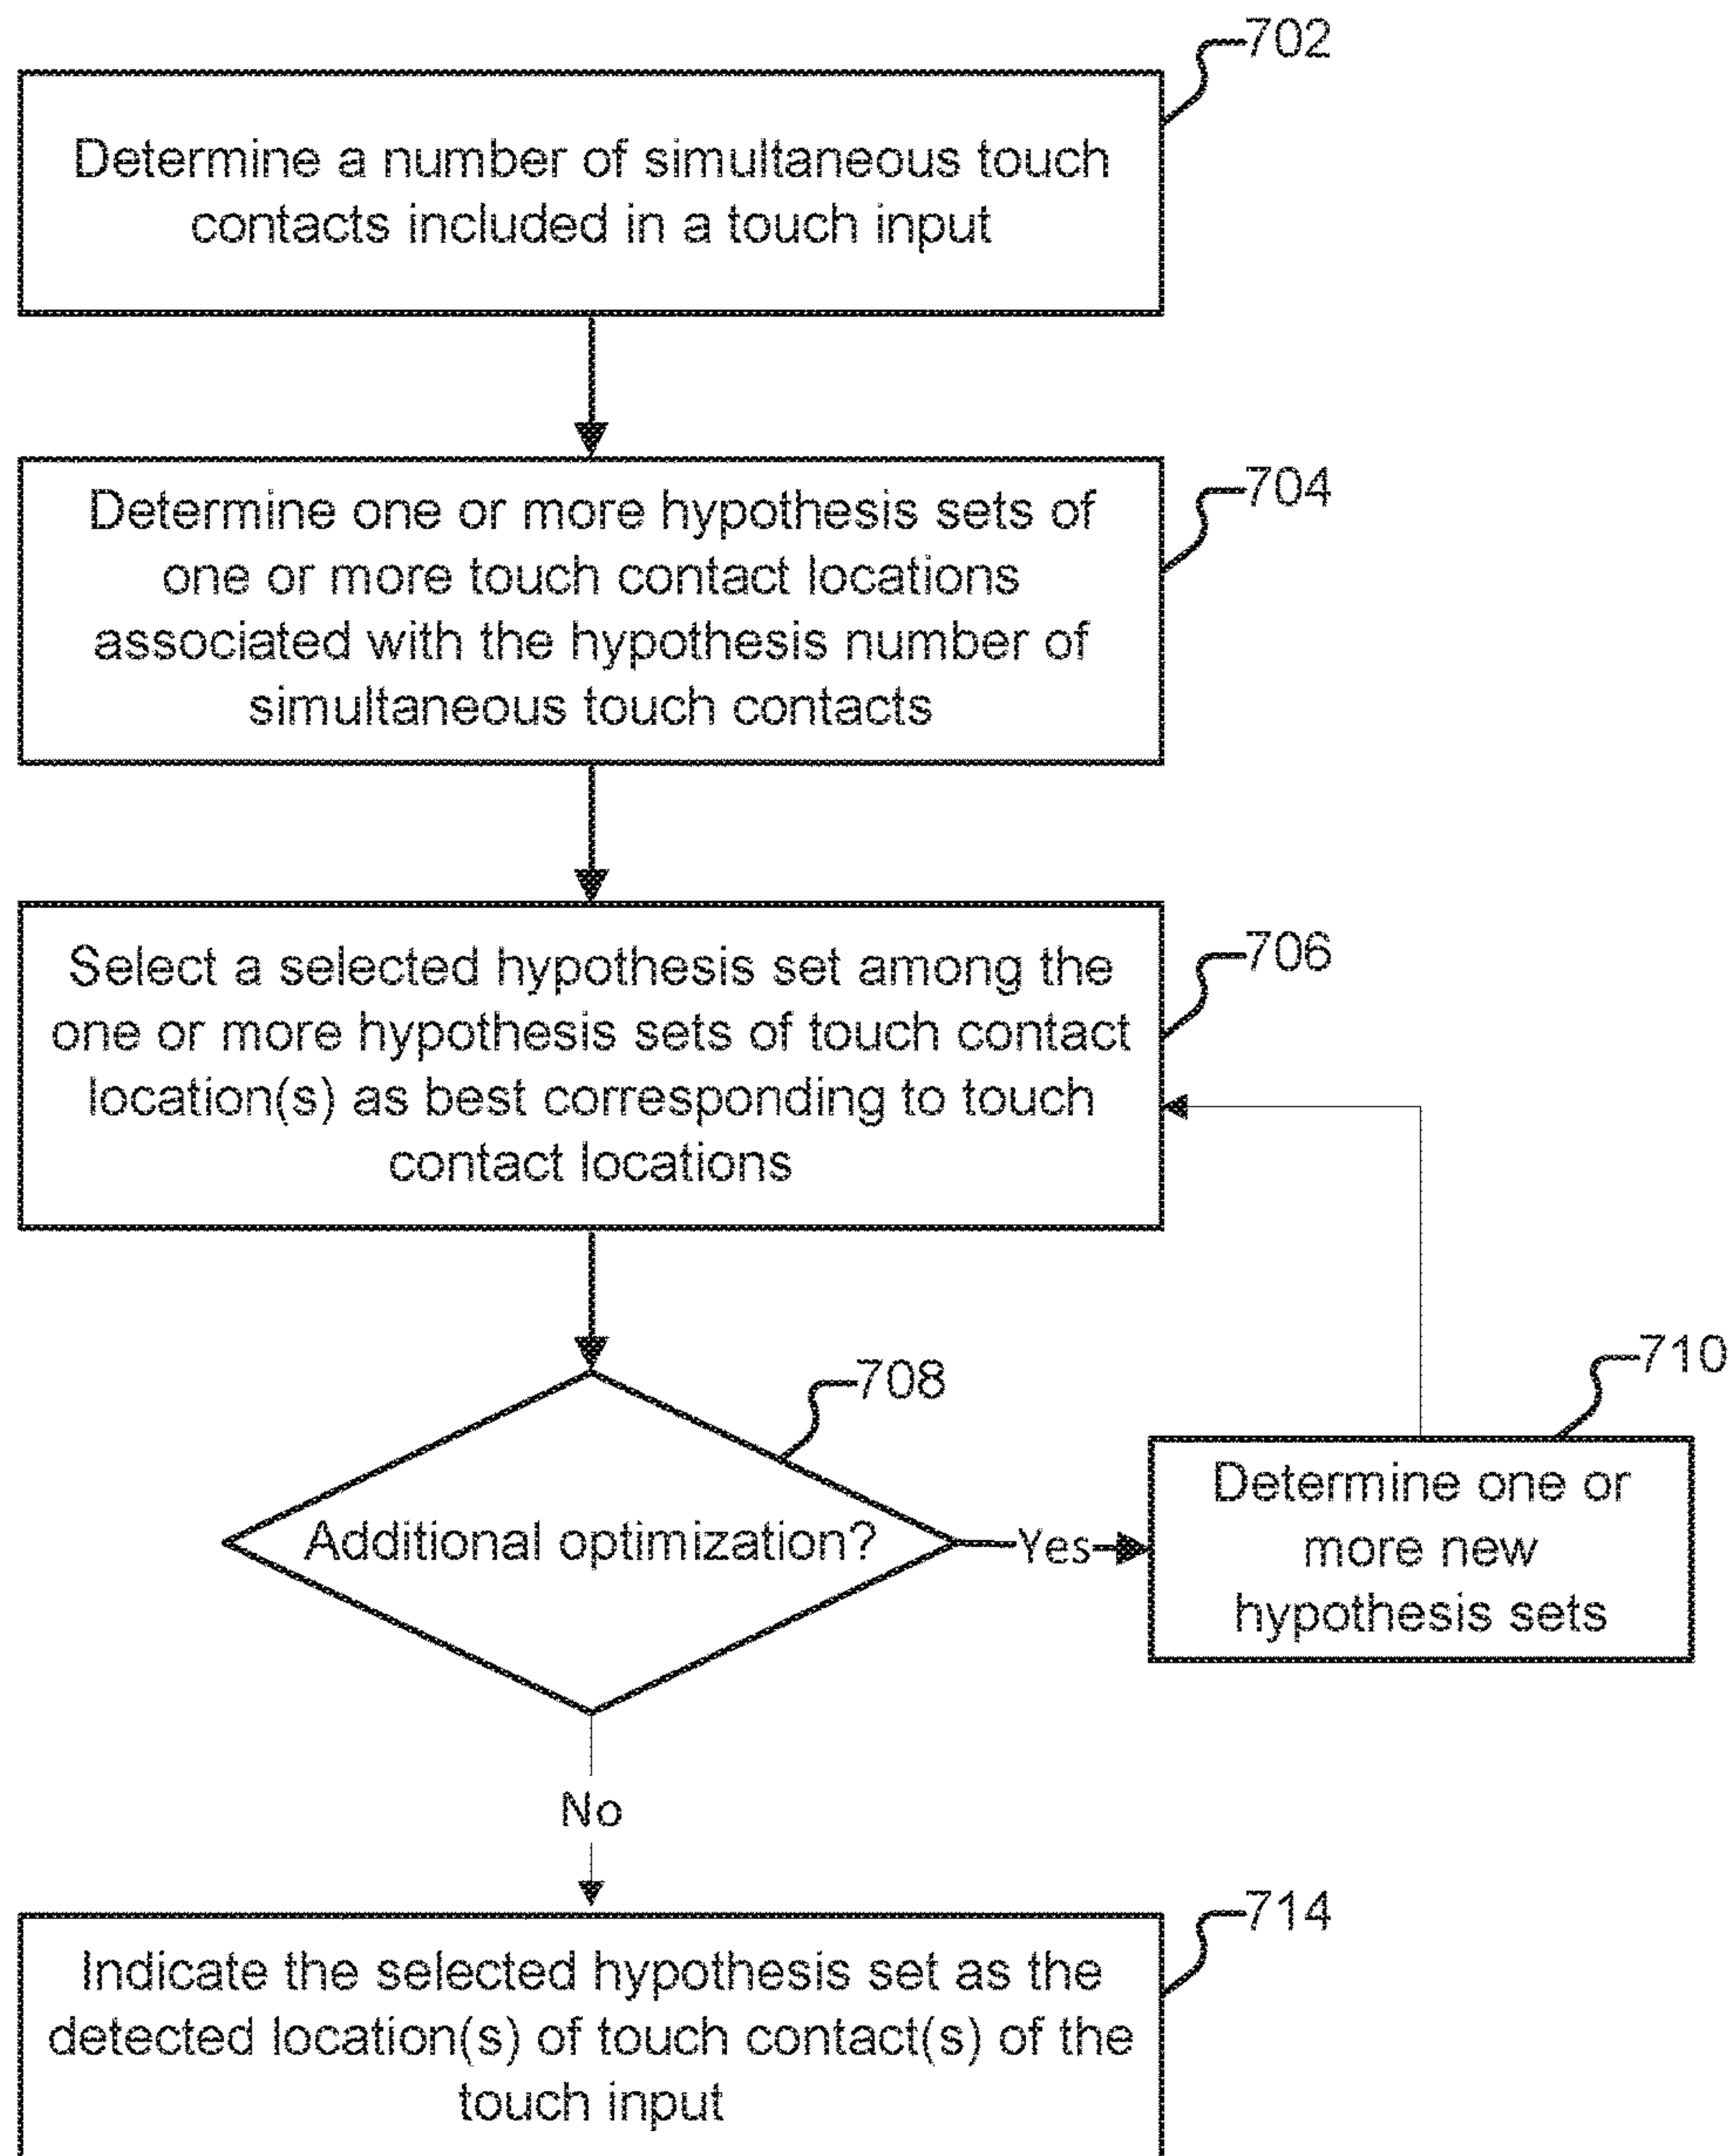 702
Determine a number of simultaneous touch
contacts included in a touch input
704
Determine one or more hypothesis sets of
one or more touch contact locations
associated with the hypothesis number of
simultaneous touch contacts
706
Select a selected hypothesis set among the
one or more hypothesis sets of touch contact
location(s) as best corresponding to touch
contact locations
708
Additional optimization?
Yes
710
Determine one or
more new
hypothesis sets
No
714
Indicate the selected hypothesis set as the
detected location(s) of touch contact(s) of the
touch input